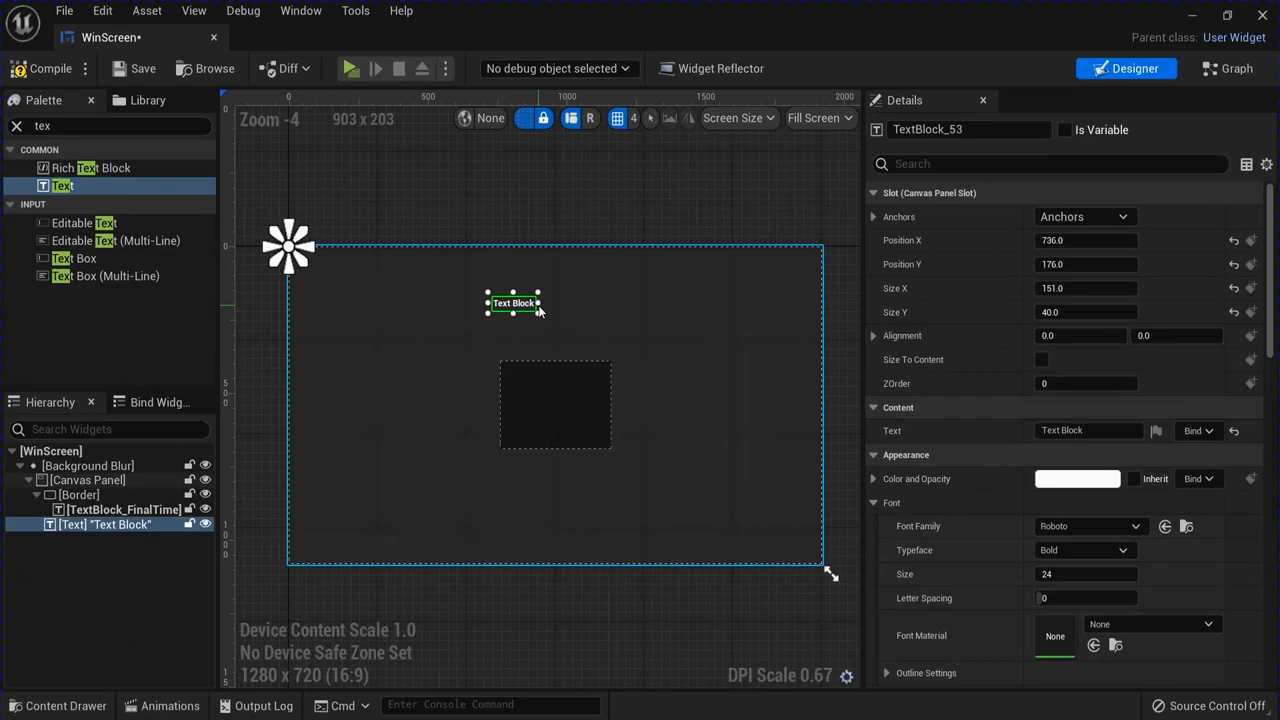 File Edit Asset View Debug Window Tools Help
WinScreen*
Parent class: User Widget
Compile Save Browse Diff No debug object selected Widget Reflector Designer Graph
Palette Library
tex
COMMON
Rich Text Block
Text
INPUT
Editable Text
Editable Text (Multi-Line)
Text Box
Text Box (Multi-Line)
Hierarchy Bind Widg...
Search Widgets
[WinScreen]
[Background Blur]
[Canvas Panel]
[Border]
[TextBlock_FinalTime]
[Text] "Text Block"
0 500 1000 1500 2000
Zoom -4 903 x 203 None R 4 Screen Size Fill Screen
0
0
500
1000
15
Text Block
Device Content Scale 1.0
No Device Safe Zone Set
1280 x 720 (16:9) DPI Scale 0.67
Details
TextBlock_53 Is Variable
Search
Slot (Canvas Panel Slot)
Anchors Anchors
Position X 736.0
Position Y 176.0
Size X 151.0
Size Y 40.0
Alignment 0.0 0.0
Size To Content
ZOrder 0
Content
Text Text Block Bind
Appearance
Color and Opacity Inherit Bind
Font
Font Family Roboto
Typeface Bold
Size 24
Letter Spacing 0
Font Material None None
Outline Settings
Content Drawer Animations Output Log Cmd Enter Console Command Source Control Off